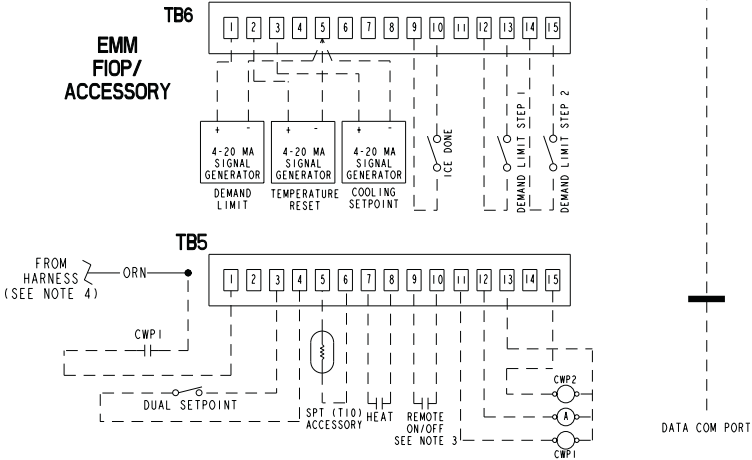 TB6
1 2 3 4 5 6 7 8 9 10 11 12 13 14 15
EMM
FIOP/
ACCESSORY
+ - + - + -
4-20 MA
SIGNAL
GENERATOR
4-20 MA
SIGNAL
GENERATOR
4-20 MA
SIGNAL
GENERATOR
DEMAND
LIMIT
TEMPERATURE
RESET
COOLING
SETPOINT
ICE DONE
DEMAND LIMIT STEP 1
DEMAND LIMIT STEP 2
TB5
1 2 3 4 5 6 7 8 9 10 11 12 13 14 15
FROM
HARNESS
(SEE NOTE 4)
ORN
CWP1
DUAL SETPOINT
SPT (T10)
ACCESSORY
HEAT
REMOTE
ON/OFF
SEE NOTE 3
CWP2
A
CWP1
DATA COM PORT